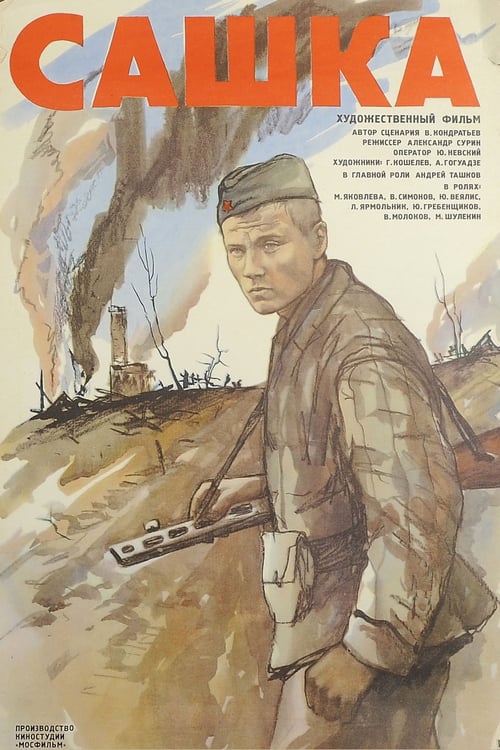 САШКА
ХУДОЖЕСТВЕННЫЙ ФИЛЬМ
АВТОР СЦЕНАРИЯ В. КОНДРАТЬЕВ
РЕЖИССЕР АЛЕКСАНДР СУРИН
ОПЕРАТОР Ю. НЕВСКИЙ
ХУДОЖНИКИ: Г. КОШЕЛЕВ, А. ГОГУАДЗЕ
В ГЛАВНОЙ РОЛИ АНДРЕЙ ТАШКОВ
В РОЛЯХ:
М. ЯКОВЛЕВА, В. СИМОНОВ, Ю. ВЕЯЛИС,
Л. ЯРМОЛЬНИК, Ю. ГРЕБЕНЩИКОВ,
В. МОЛОКОВ, М. ШУЛЕНИН
ПРОИЗВОДСТВО
КИНОСТУДИИ
«МОСФИЛЬМ»